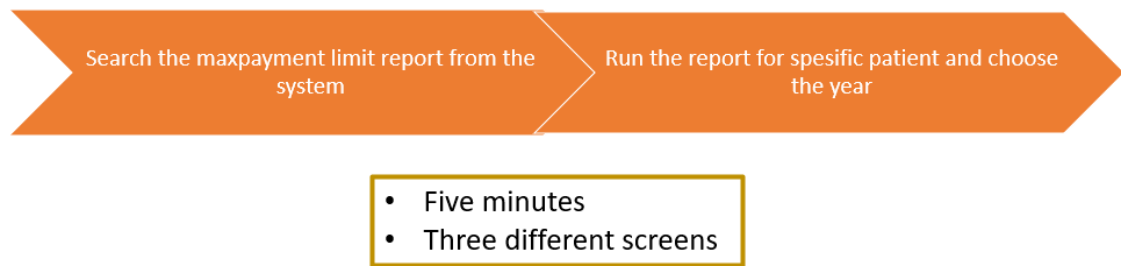 Search the maxpayment limit report from the
system
Run the report for spesific patient and choose
the year
• Five minutes
• Three different screens